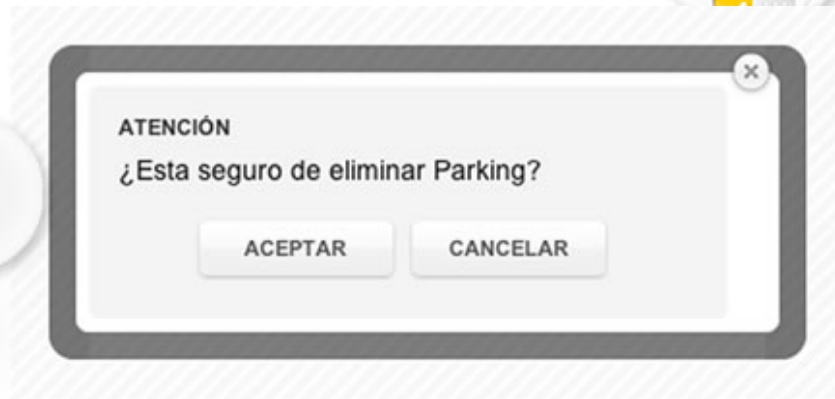 ATENCIÓN
¿Esta seguro de eliminar Parking?
ACEPTAR
CANCELAR